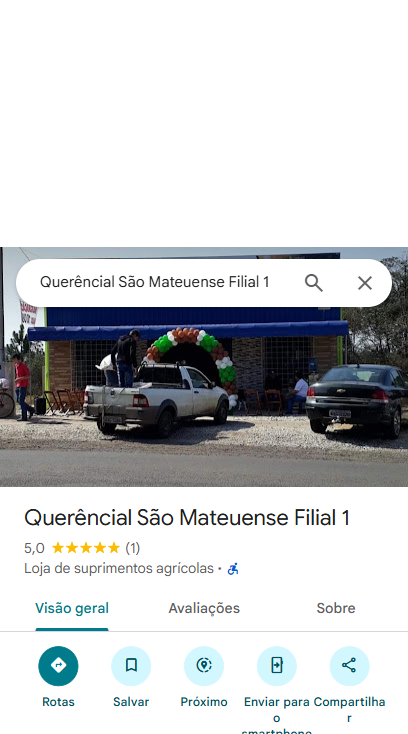 Querêncial São Mateuense Filial 1
Querêncial São Mateuense Filial 1
5,0 (1)
Loja de suprimentos agrícolas ·
Visão geral Avaliações Sobre
Rotas Salvar Próximo Enviar para o smartphone Compartilhar